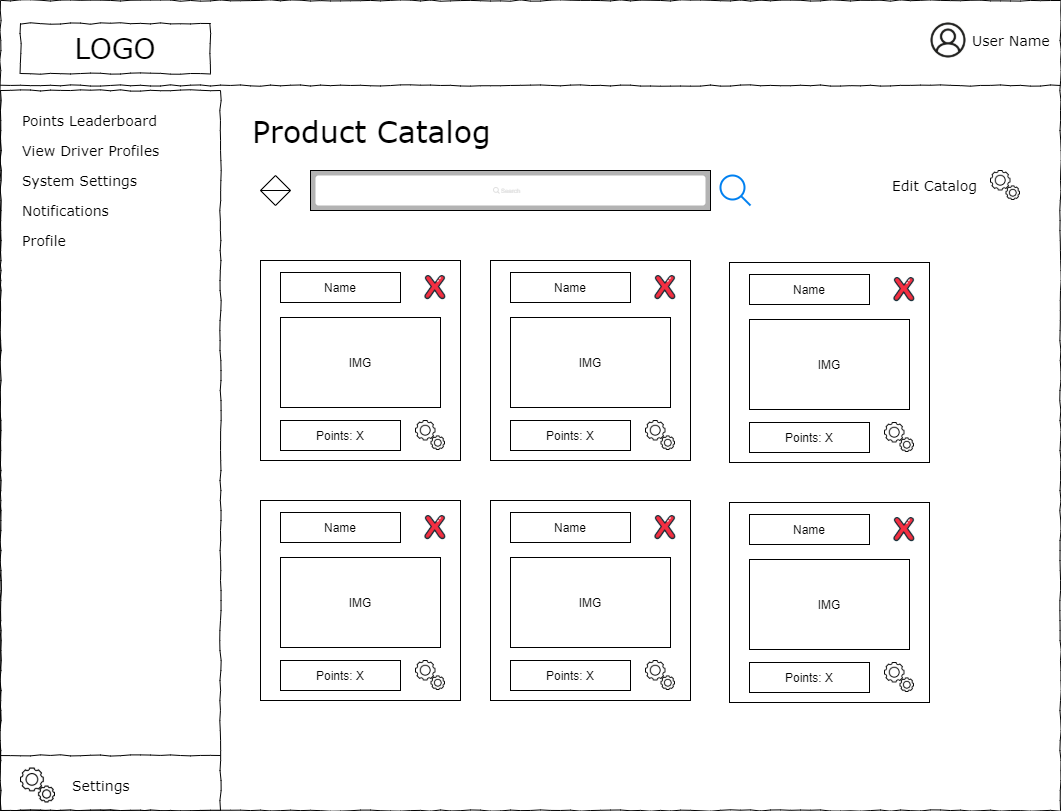 LOGO
User Name
Points Leaderboard
View Driver Profiles
System Settings
Notifications
Profile
Product Catalog
Search
Edit Catalog
Name
Name
Name
IMG
IMG
IMG
Points: X
Points: X
Points: X
Name
Name
Name
IMG
IMG
IMG
Points: X
Points: X
Points: X
Settings